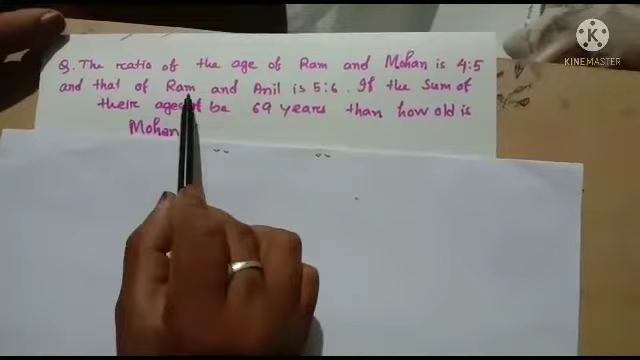 Q. The ratio of the age of Ram and Mohan is 4:5
and that of Ram and Anil is 5:6. If the sum of
their ages be 69 years than how old is
Mohan
KINEMASTER